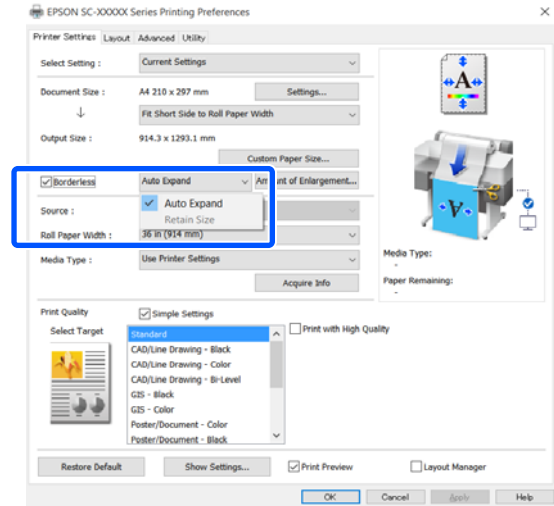 EPSON SC-XXXXX Series Printing Preferences
Printer Settings Layout Advanced Utility
Select Setting : Current Settings
Document Size : A4 210 x 297 mm Settings...
Fit Short Side to Roll Paper Width
Output Size : 914.3 x 1293.1 mm
Custom Paper Size...
Borderless Auto Expand Amount of Enlargement...
Auto Expand
Source :
Retain Size
Roll Paper Width : 36 in (914 mm)
Media Type : Use Printer Settings
Acquire Info
A
A
Media Type:
-
Paper Remaining:
-
Print Quality Simple Settings
Select Target
Standard
CAD/Line Drawing - Black
CAD/Line Drawing - Color
CAD/Line Drawing - Bi-Level
GIS - Black
GIS - Color
Poster/Document - Color
Poster/Document - Black
Print with High Quality
Restore Default Show Settings... Print Preview Layout Manager
OK Cancel Apply Help